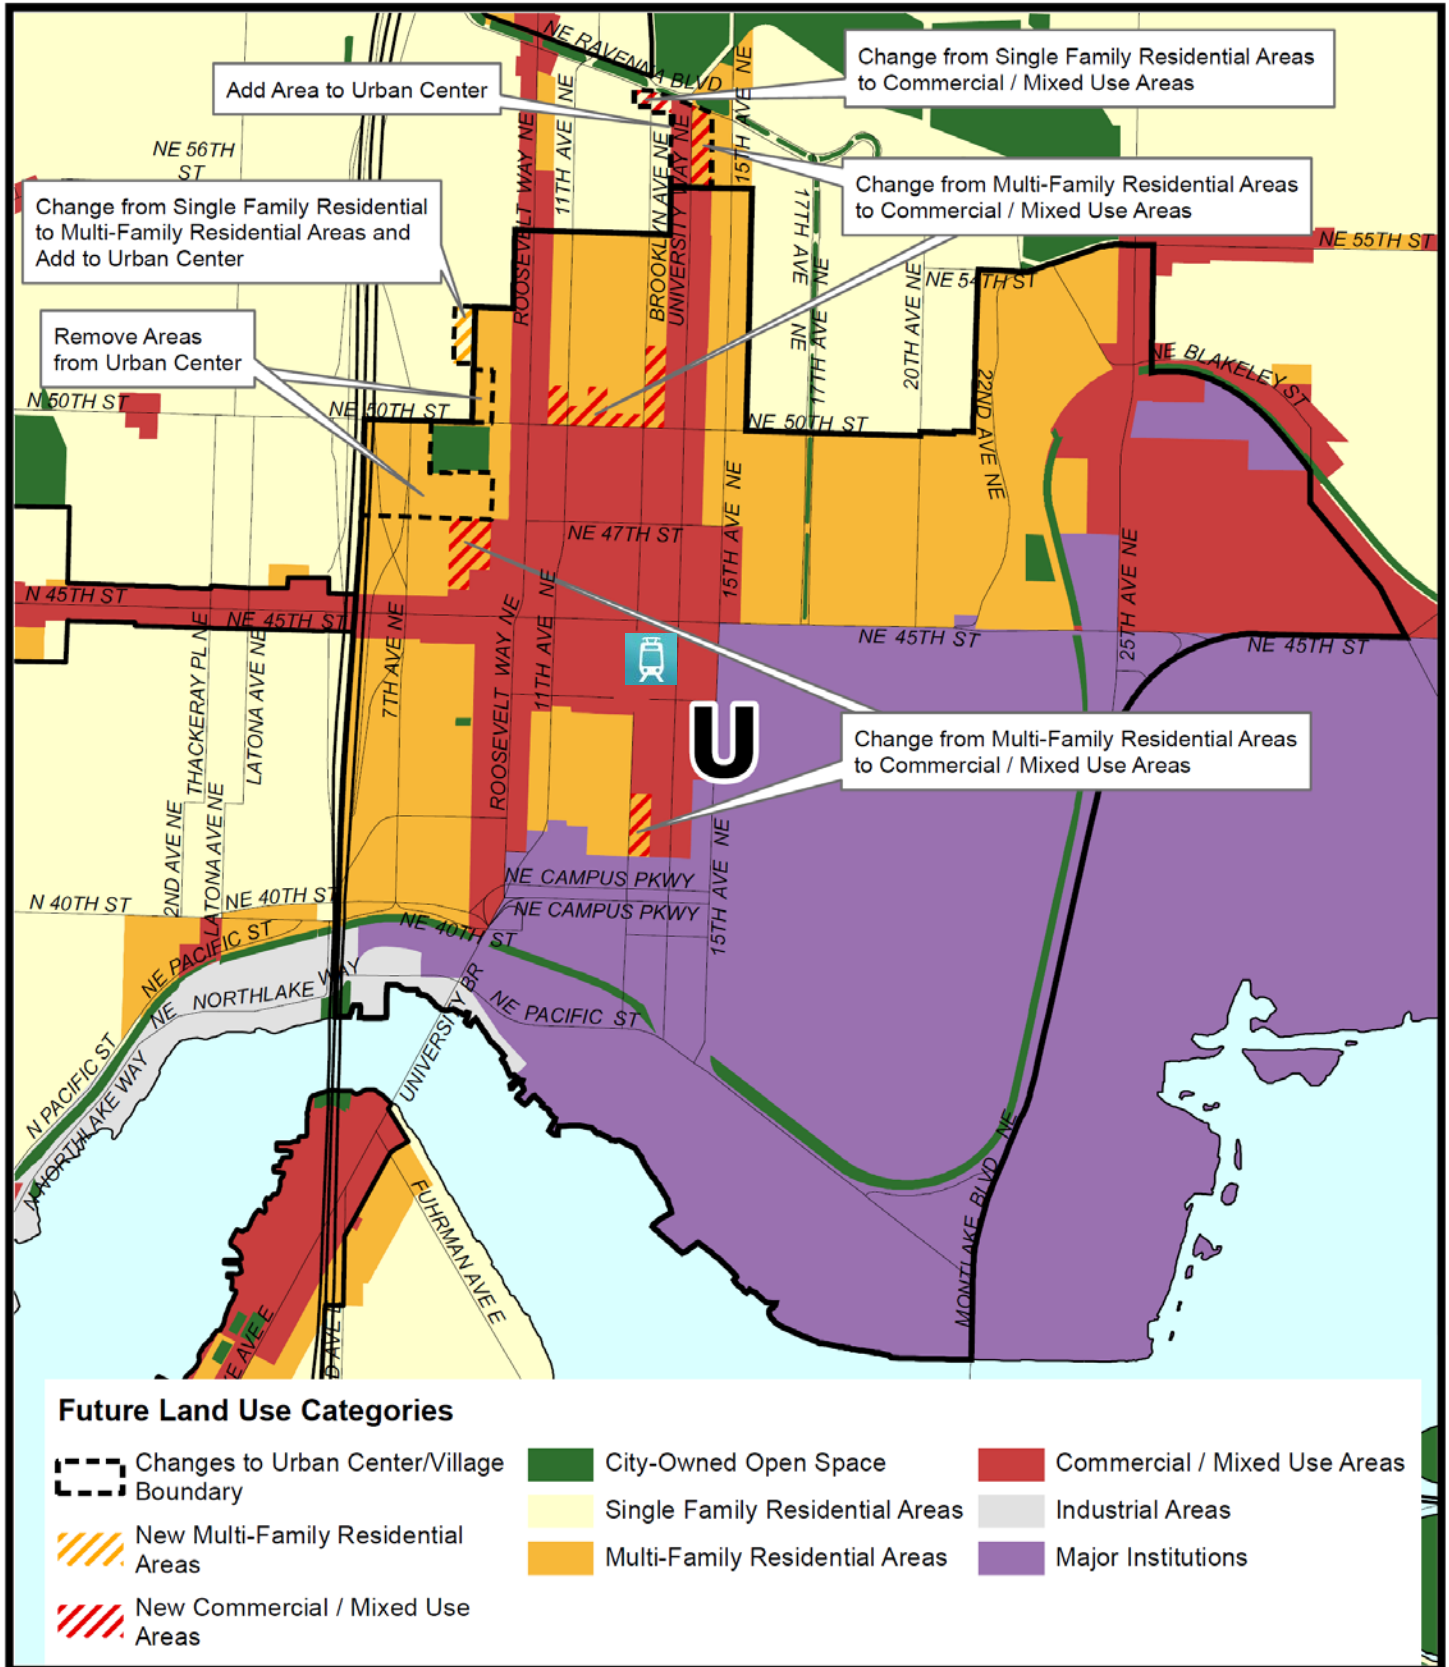 NE RAVENNA BLVD
Change from Single Family Residential Areas
to Commercial / Mixed Use Areas
Add Area to Urban Center
ROOSEVELT WAY NE
11TH AVE NE
BROOKLYN AVE NE
UNIVERSITY WAY NE
15TH AVE NE
NE 56TH
ST
Change from Multi-Family Residential Areas
to Commercial / Mixed Use Areas
Change from Single Family Residential
to Multi-Family Residential Areas and
Add to Urban Center
17TH AVE NE
17TH AVE NE
20TH AVE NE
NE 54TH ST
NE 55TH ST
Remove Areas
from Urban Center
NE BLAKELEY ST
N 50TH ST
NE 50TH ST
NE 50TH ST
22ND AVE NE
15TH AVE NE
NE 47TH ST
25TH AVE NE
N 45TH ST
NE 45TH ST
NE 45TH ST
NE 45TH ST
THACKERAY PL NE
LATONA AVE NE
7TH AVE NE
ROOSEVELT WAY NE
11TH AVE NE
U
Change from Multi-Family Residential Areas
to Commercial / Mixed Use Areas
2ND AVE NE
LATONA AVE NE
15TH AVE NE
NE CAMPUS PKWY
NE CAMPUS PKWY
N 40TH ST
NE 40TH ST
NE 40TH ST
NE PACIFIC ST
NE NORTHLAKE WAY
NE PACIFIC ST
UNIVERSITY BR
N PACIFIC ST
N NORTHLAKE WAY
FUHRMAN AVE E
MONTLAKE BLVD NE
E AVE E
D AVE
Future Land Use Categories
Changes to Urban Center/Village
Boundary
New Multi-Family Residential
Areas
New Commercial / Mixed Use
Areas
City-Owned Open Space
Single Family Residential Areas
Multi-Family Residential Areas
Commercial / Mixed Use Areas
Industrial Areas
Major Institutions